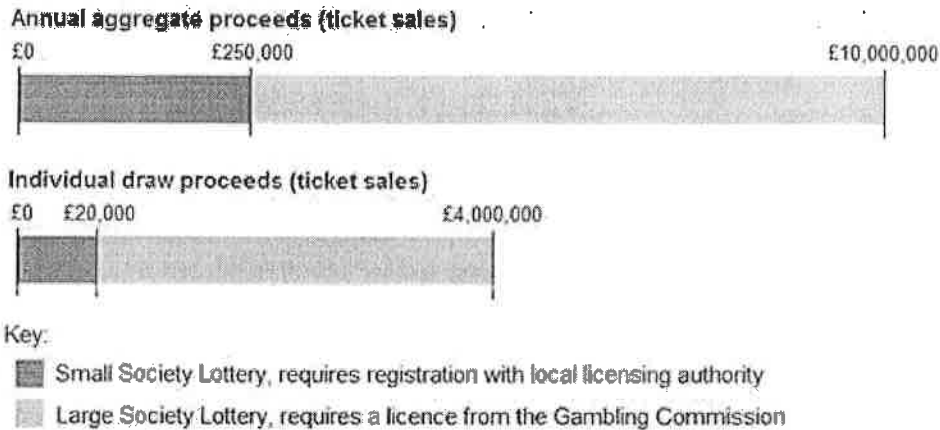 Annual aggregate proceeds (ticket sales)
£0 £250,000 £10,000,000
Individual draw proceeds (ticket sales)
£0 £20,000 £4,000,000
Key:
Small Society Lottery, requires registration with local licensing authority
Large Society Lottery, requires a licence from the Gambling Commission